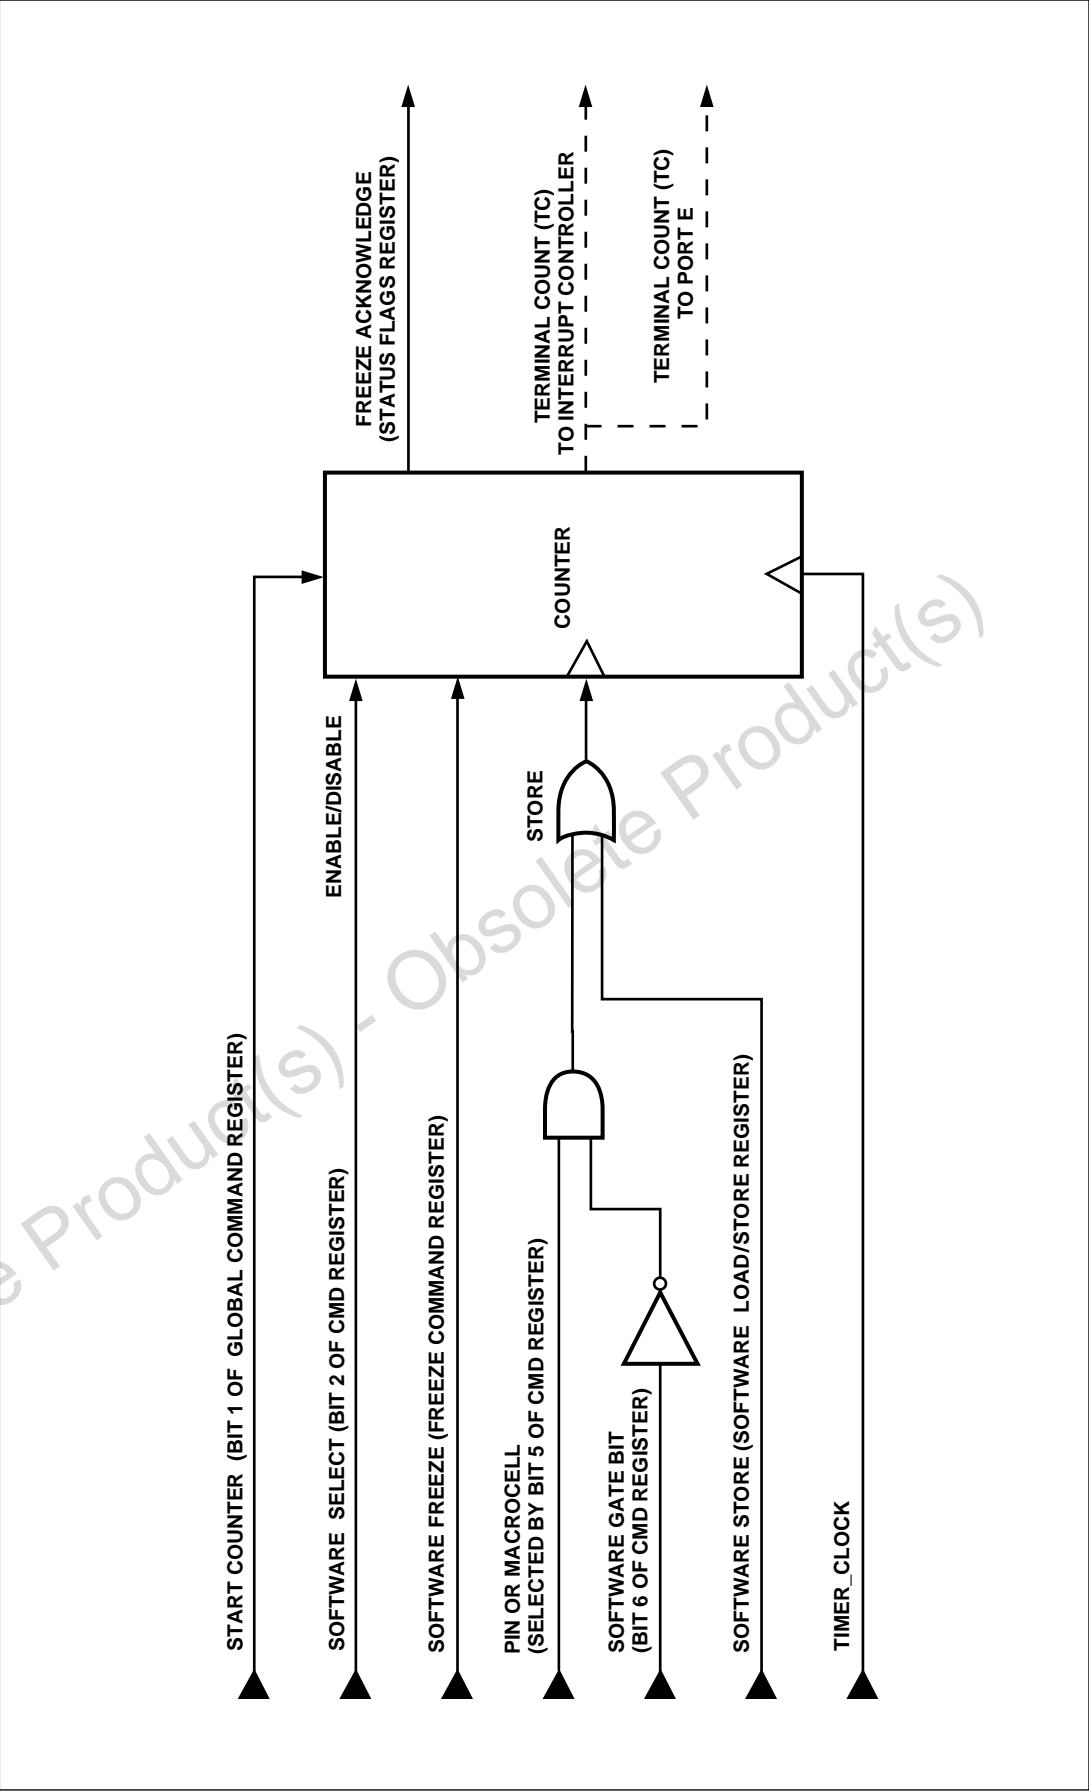 START COUNTER (BIT 1 OF GLOBAL COMMAND REGISTER)
SOFTWARE SELECT (BIT 2 OF CMD REGISTER)
ENABLE/DISABLE
SOFTWARE FREEZE (FREEZE COMMAND REGISTER)
PIN OR MACROCELL
(SELECTED BY BIT 5 OF CMD REGISTER)
SOFTWARE GATE BIT
(BIT 6 OF CMD REGISTER)
SOFTWARE STORE (SOFTWARE LOAD/STORE REGISTER)
TIMER_CLOCK
STORE
COUNTER
FREEZE ACKNOWLEDGE
(STATUS FLAGS REGISTER)
TERMINAL COUNT (TC)
TO INTERRUPT CONTROLLER
TERMINAL COUNT (TC)
TO PORT E
e Product(s) - Obsolete Product(s)